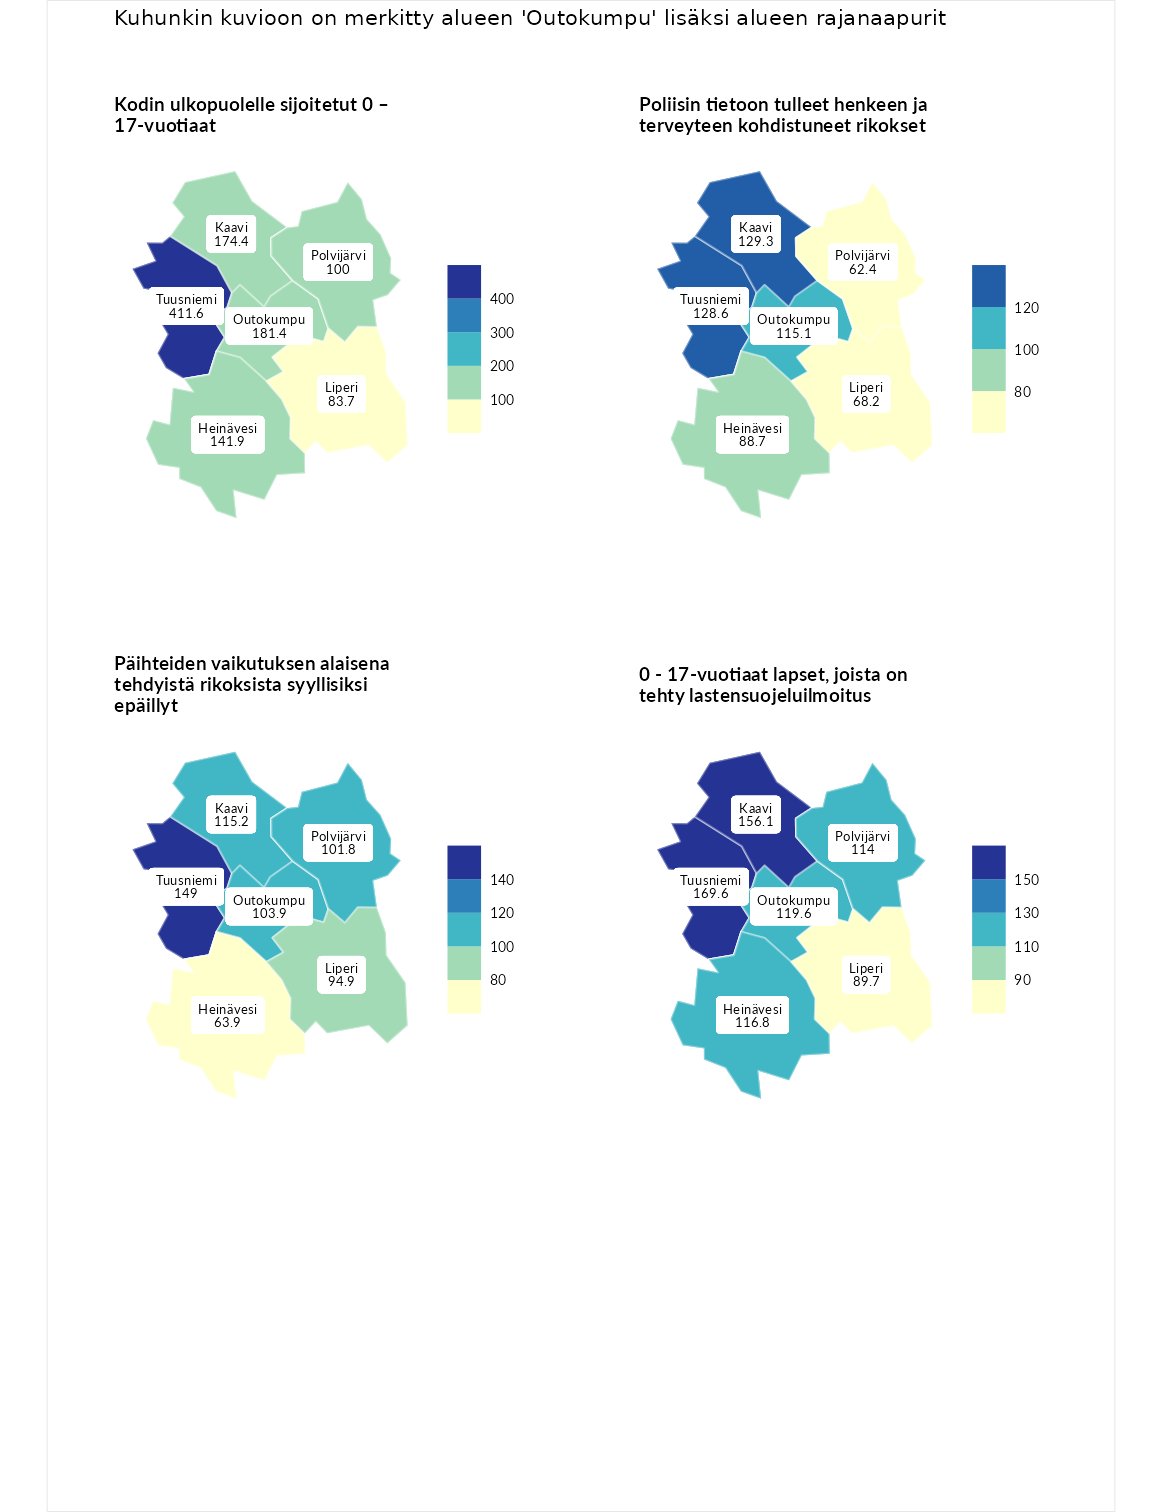 Kuhunkin kuvioon on merkitty alueen 'Outokumpu' lisäksi alueen rajanaapurit
Kodin ulkopuolelle sijoitetut 0 –
17-vuotiaat
Kaavi
174.4
Polvijärvi
100
Tuusniemi
411.6
Outokumpu
181.4
Liperi
83.7
Heinävesi
141.9
400
300
200
100
Poliisin tietoon tulleet henkeen ja
terveyteen kohdistuneet rikokset
Kaavi
129.3
Polvijärvi
62.4
Tuusniemi
128.6
Outokumpu
115.1
Liperi
68.2
Heinävesi
88.7
120
100
80
Päihteiden vaikutuksen alaisena
tehdyistä rikoksista syyllisiksi
epäillyt
Kaavi
115.2
Polvijärvi
101.8
Tuusniemi
149
Outokumpu
103.9
Liperi
94.9
Heinävesi
63.9
140
120
100
80
0 - 17-vuotiaat lapset, joista on
tehty lastensuojeluilmoitus
Kaavi
156.1
Polvijärvi
114
Tuusniemi
169.6
Outokumpu
119.6
Liperi
89.7
Heinävesi
116.8
150
130
110
90